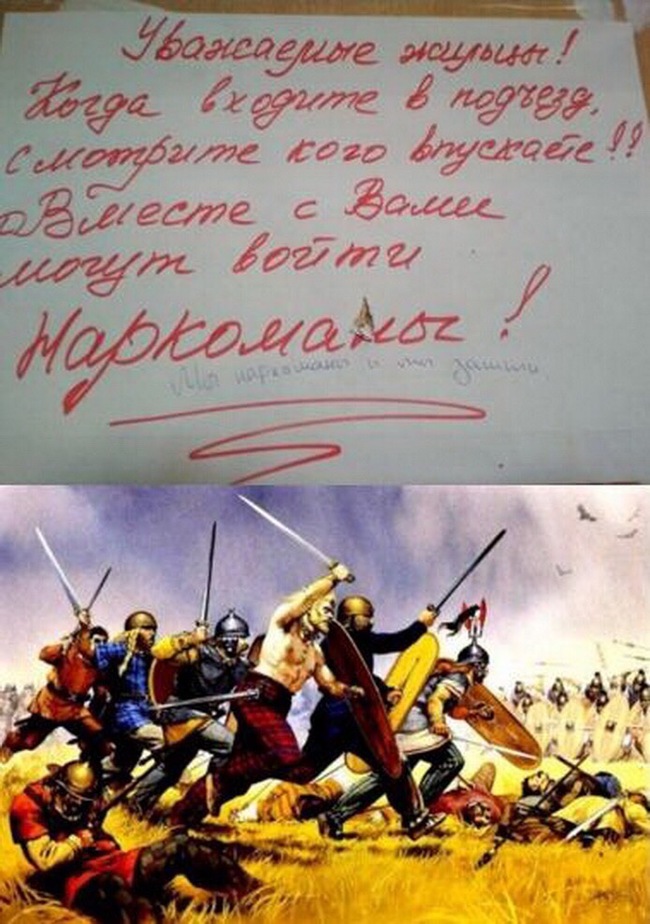 Уважаемые жильцы!
Когда входите в подъезд,
смотрите кого впускаете!!
Вместе с Вами
могут войти
Наркоманы!
Мы наркоманы и мы зашли.